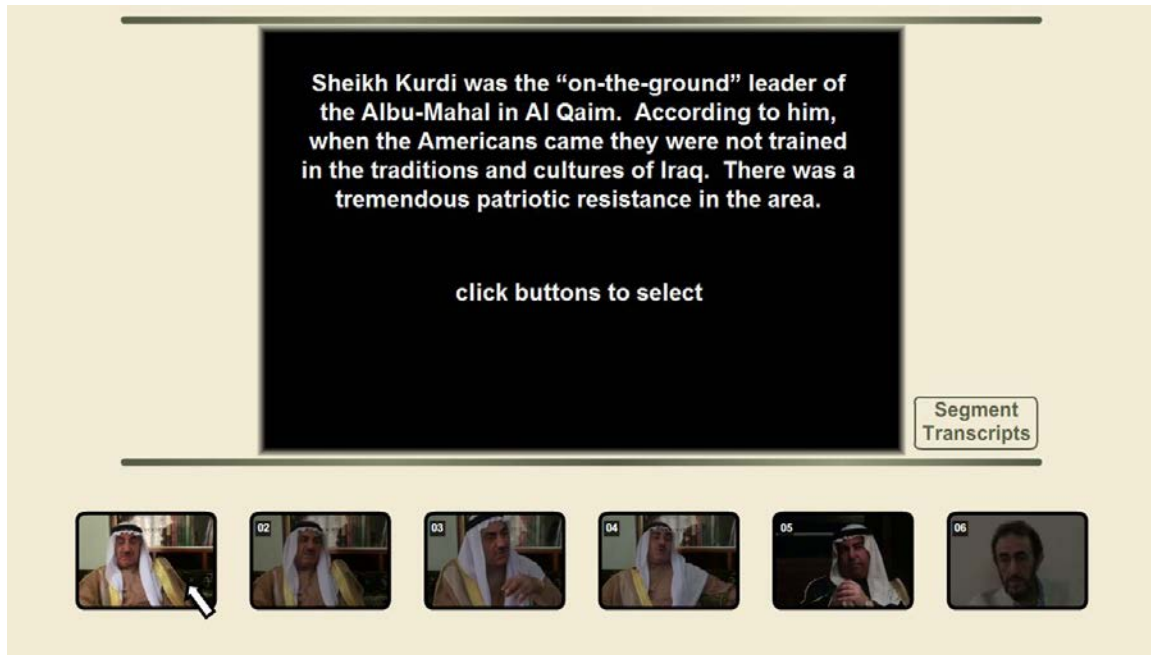 Sheikh Kurdi was the “on-the-ground” leader of
the Albu-Mahal in Al Qaim.  According to him,
when the Americans came they were not trained
in the traditions and cultures of Iraq.  There was a
tremendous patriotic resistance in the area.
click buttons to select
Segment
Transcripts
02
03
04
05
06